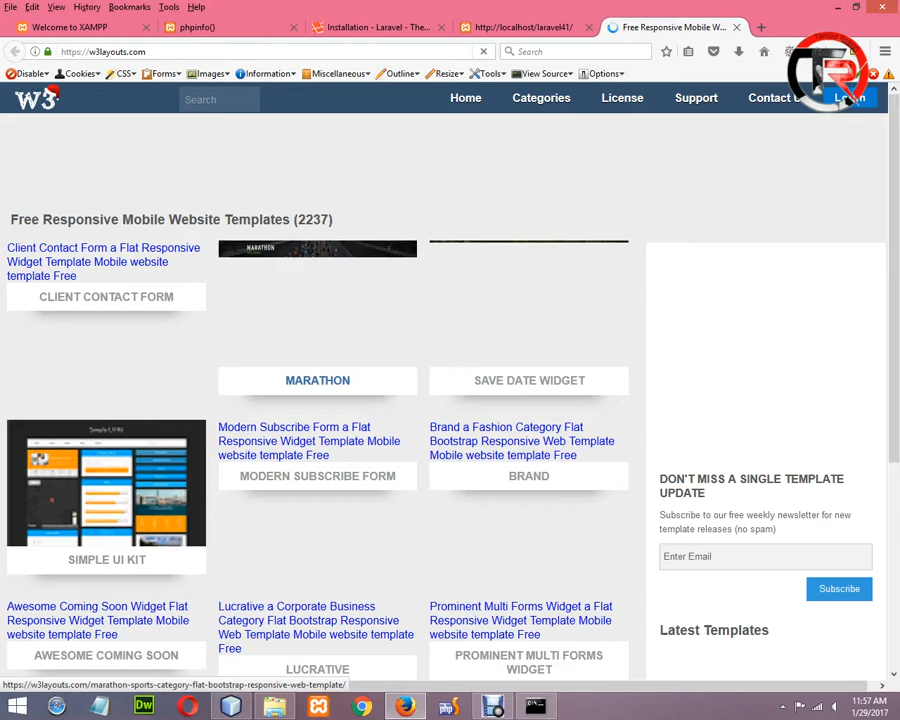 File Edit View History Bookmarks Tools Help
Welcome to XAMPP
phpinfo()
Installation - Laravel - The...
http://localhost/laravel41/
Free Responsive Mobile W...
https://w3layouts.com
Search
Disable Cookies CSS Forms Images Information Miscellaneous Outline Resize Tools View Source Options
W3
Search
Home Categories License Support Contact
Free Responsive Mobile Website Templates (2237)
Client Contact Form a Flat Responsive
Widget Template Mobile website
template Free
CLIENT CONTACT FORM
MARATHON
MARATHON
SAVE DATE WIDGET
Simple UI Kit
SIMPLE UI KIT
Modern Subscribe Form a Flat
Responsive Widget Template Mobile
website template Free
MODERN SUBSCRIBE FORM
Brand a Fashion Category Flat
Bootstrap Responsive Web Template
Mobile website template Free
BRAND
DON'T MISS A SINGLE TEMPLATE
UPDATE
Subscribe to our free weekly newsletter for new
template releases (no spam)
Enter Email
Subscribe
Latest Templates
Awesome Coming Soon Widget Flat
Responsive Widget Template Mobile
website template Free
AWESOME COMING SOON
Lucrative a Corporate Business
Category Flat Bootstrap Responsive
Web Template Mobile website template
Free
LUCRATIVE
Prominent Multi Forms Widget a Flat
Responsive Widget Template Mobile
website template Free
PROMINENT MULTI FORMS
WIDGET
https://w3layouts.com/marathon-sports-category-flat-bootstrap-responsive-web-template/
Dw
php
11:57 AM
1/29/2017